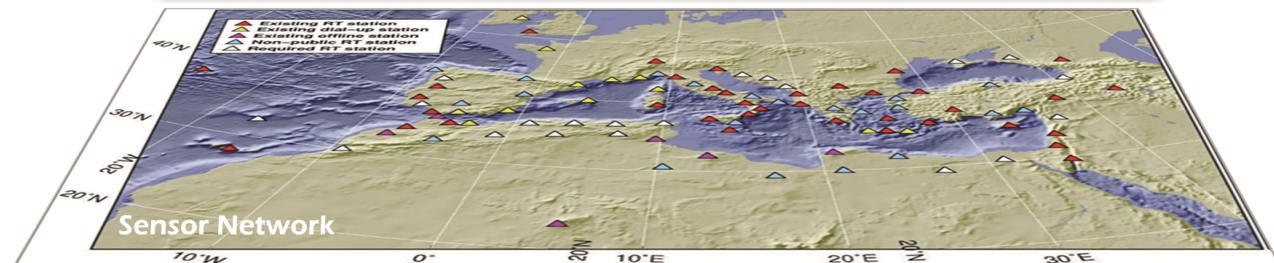 Existing RT station
Existing dial-up station
Existing offline station
Non-public RT station
Required RT station
40°N
30°N
20°W
20°N
Sensor Network
10°W
0°
20°N
10°E
20°E
20°N
30°E